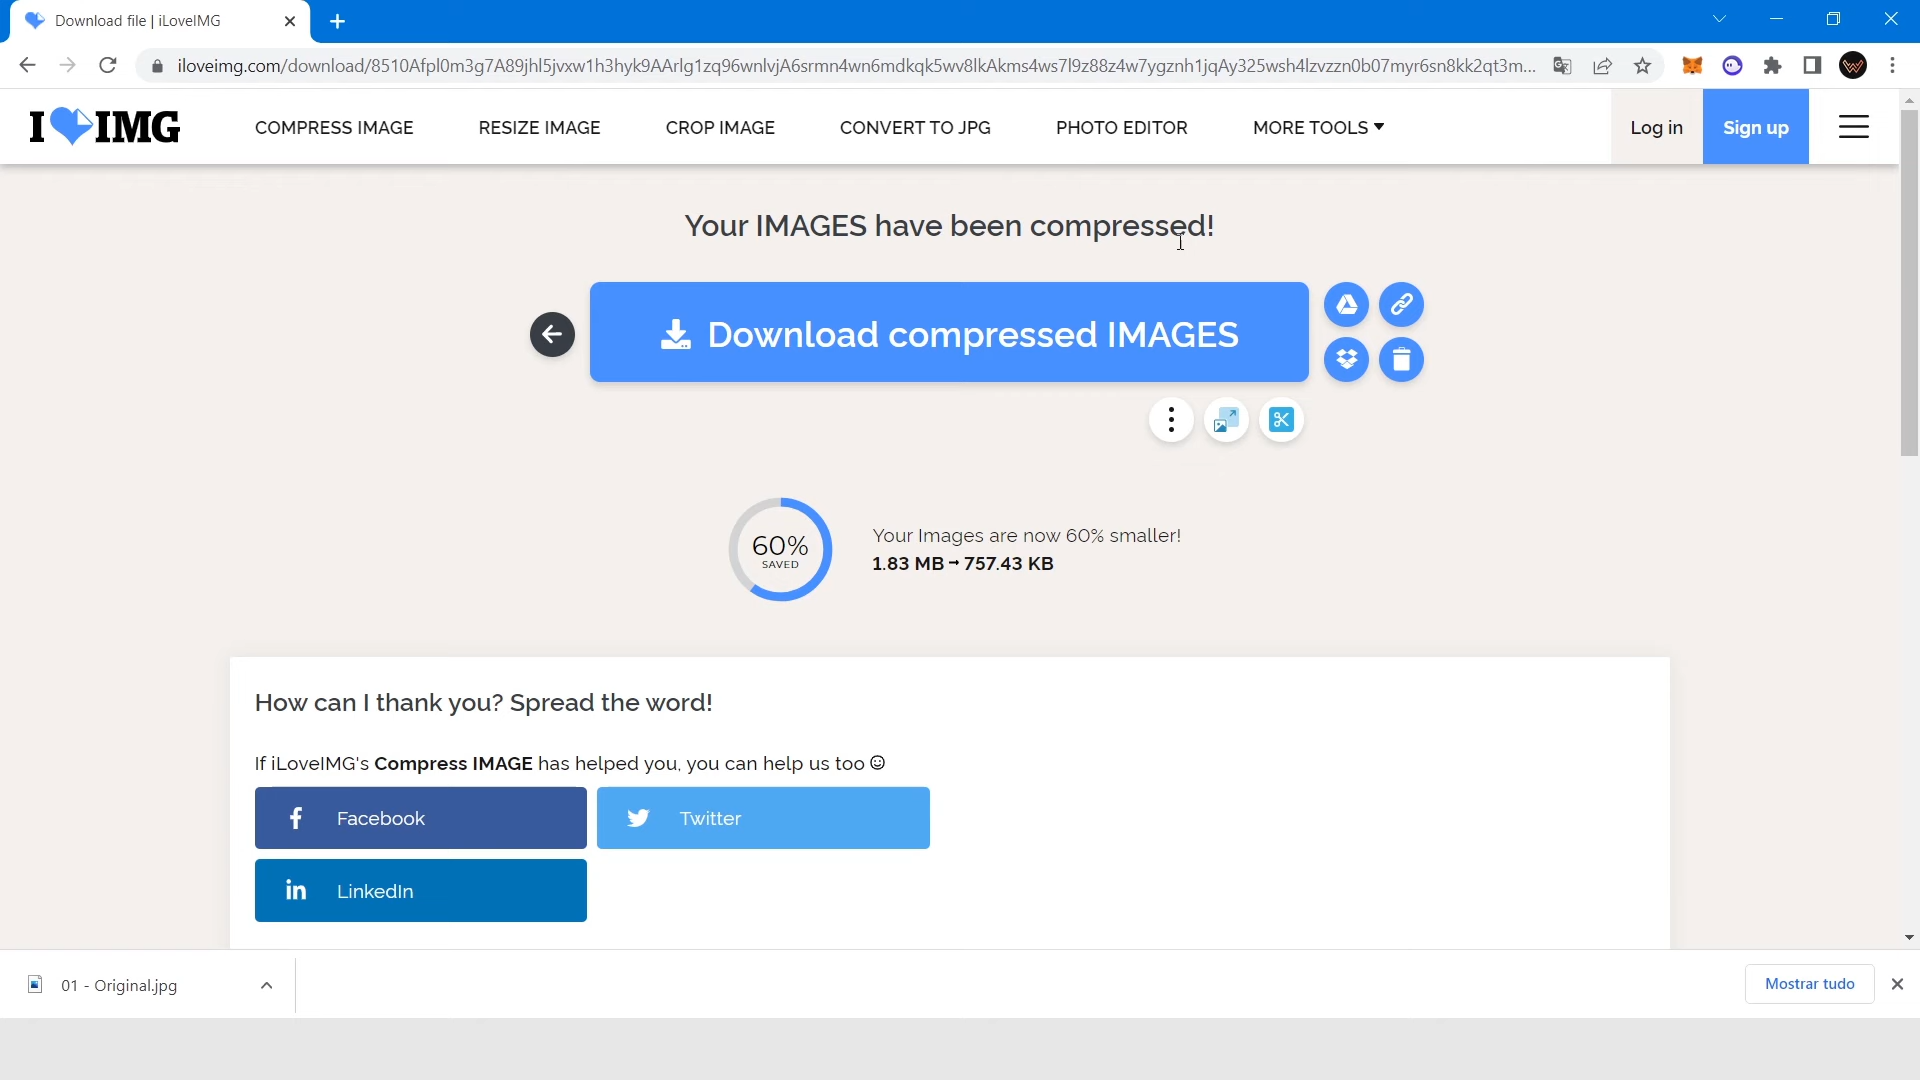 Download file | iLoveIMG
iloveimg.com/download/8510Afpl0m3g7A89jhl5jvxw1h3hyk9AArlg1zq96wnlvjA6srmn4wn6mdkqk5wv8lkAkms4ws7l9z88z4w7ygznh1jqAy325wsh4lzvzzn0b07myr6sn8kk2qt3m...
I IMG
COMPRESS IMAGE
RESIZE IMAGE
CROP IMAGE
CONVERT TO JPG
PHOTO EDITOR
MORE TOOLS
Log in
Sign up
Your IMAGES have been compressed!
Download compressed IMAGES
60%
SAVED
Your Images are now 60% smaller!
1.83 MB → 757.43 KB
How can I thank you? Spread the word!
If iLoveIMG's Compress IMAGE has helped you, you can help us too ☺
Facebook
Twitter
LinkedIn
01 - Original.jpg
Mostrar tudo